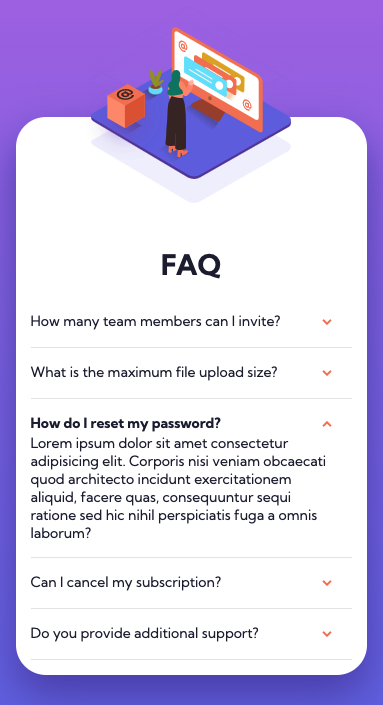 @
@
@
FAQ
How many team members can I invite?
What is the maximum file upload size?
How do I reset my password?
Lorem ipsum dolor sit amet consectetur
adipisicing elit. Corporis nisi veniam obcaecati
quod architecto incidunt exercitationem
aliquid, facere quas, consequuntur sequi
ratione sed hic nihil perspiciatis fuga a omnis
laborum?
Can I cancel my subscription?
Do you provide additional support?